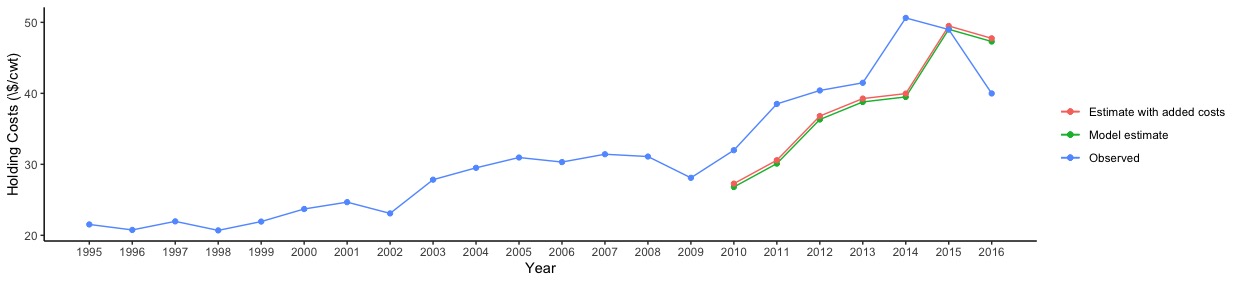 Holding Costs (\$/cwt)
50
40
30
20
1995 1996 1997 1998 1999 2000 2001 2002 2003 2004 2005 2006 2007 2008 2009 2010 2011 2012 2013 2014 2015 2016
Year
Estimate with added costs
Model estimate
Observed